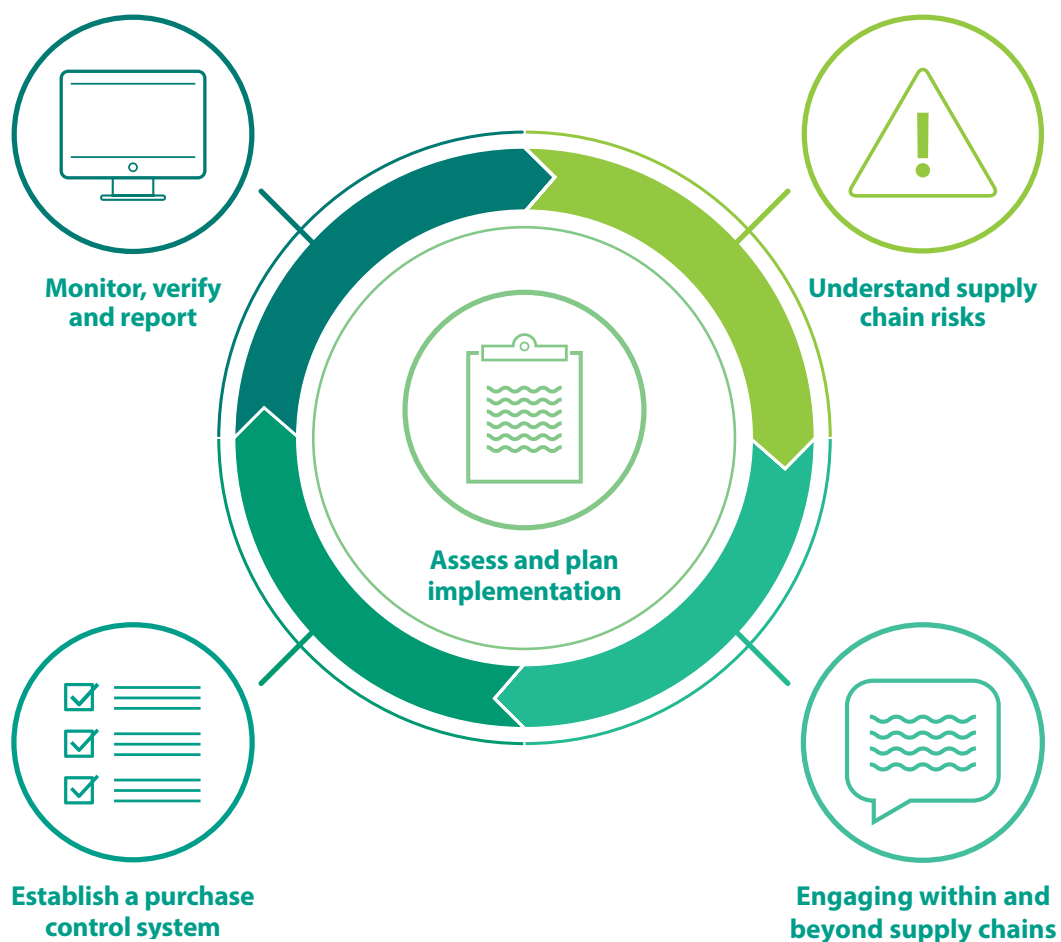 Monitor, verify
and report
Understand supply
chain risks
Assess and plan
implementation
Establish a purchase
control system
Engaging within and
beyond supply chains